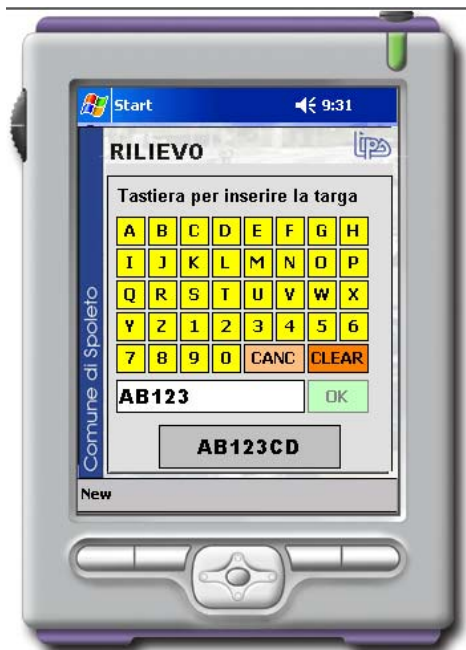 Start 9:31
RILIEVO lips
Comune di Spoleto
Tastiera per inserire la targa
A B C D E F G H
I J K L M N O P
Q R S T U V W X
Y Z 1 2 3 4 5 6
7 8 9 0 CANC CLEAR
AB123 OK
AB123CD
New